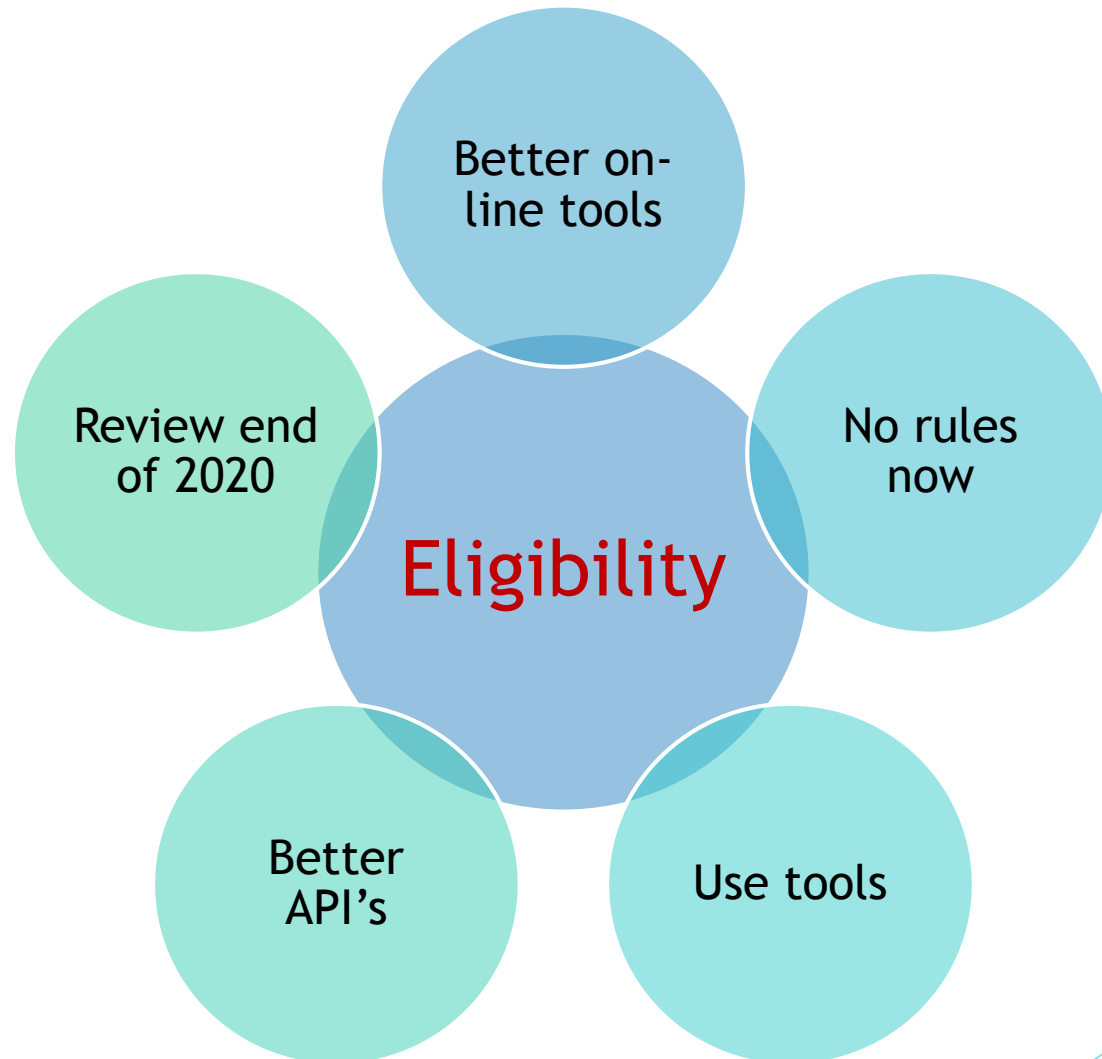 Better on-
line tools
No rules
now
Use tools
Better
API’s
Review end
of 2020
Eligibility